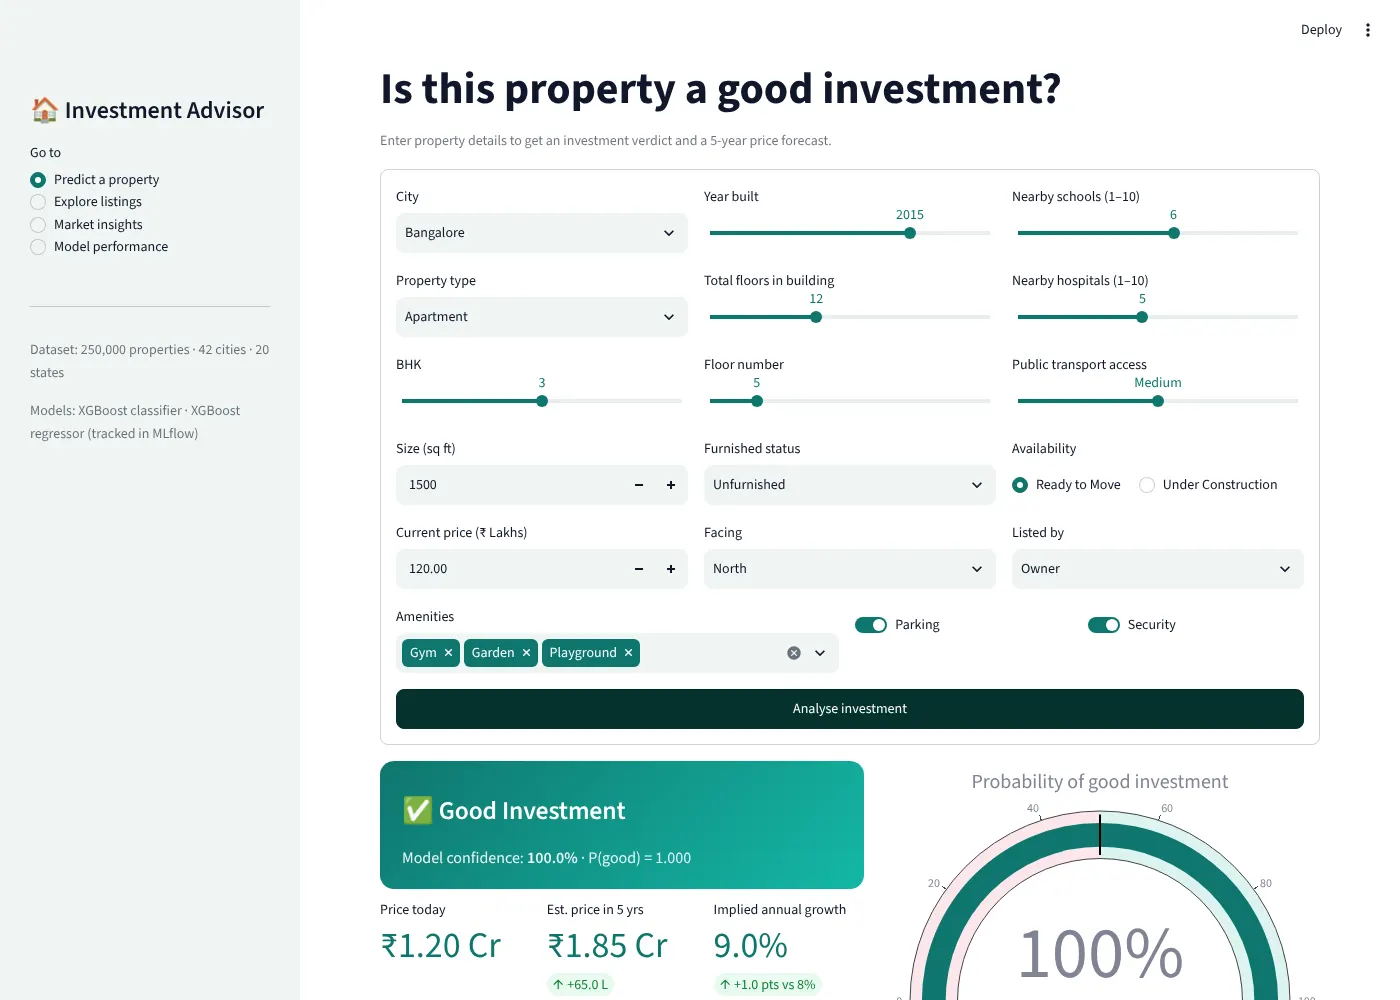 Deploy
🏠 Investment Advisor
Go to
Predict a property
Explore listings
Market insights
Model performance
Dataset: 250,000 properties · 42 cities · 20
states
Models: XGBoost classifier · XGBoost
regressor (tracked in MLflow)
Is this property a good investment?
Enter property details to get an investment verdict and a 5-year price forecast.
City
Bangalore
Property type
Apartment
BHK
3
Size (sq ft)
1500
Current price (₹ Lakhs)
120.00
Year built
2015
Total floors in building
12
Floor number
5
Furnished status
Unfurnished
Facing
North
Nearby schools (1–10)
6
Nearby hospitals (1–10)
5
Public transport access
Medium
Availability
Ready to Move
Under Construction
Listed by
Owner
Amenities
Gym
Garden
Playground
Parking
Security
Analyse investment
✅ Good Investment
Model confidence: 100.0% · P(good) = 1.000
Price today
₹1.20 Cr
Est. price in 5 yrs
₹1.85 Cr
↑ +65.0 L
Implied annual growth
9.0%
↑ +1.0 pts vs 8%
Probability of good investment
0
20
40
60
80
100
100%